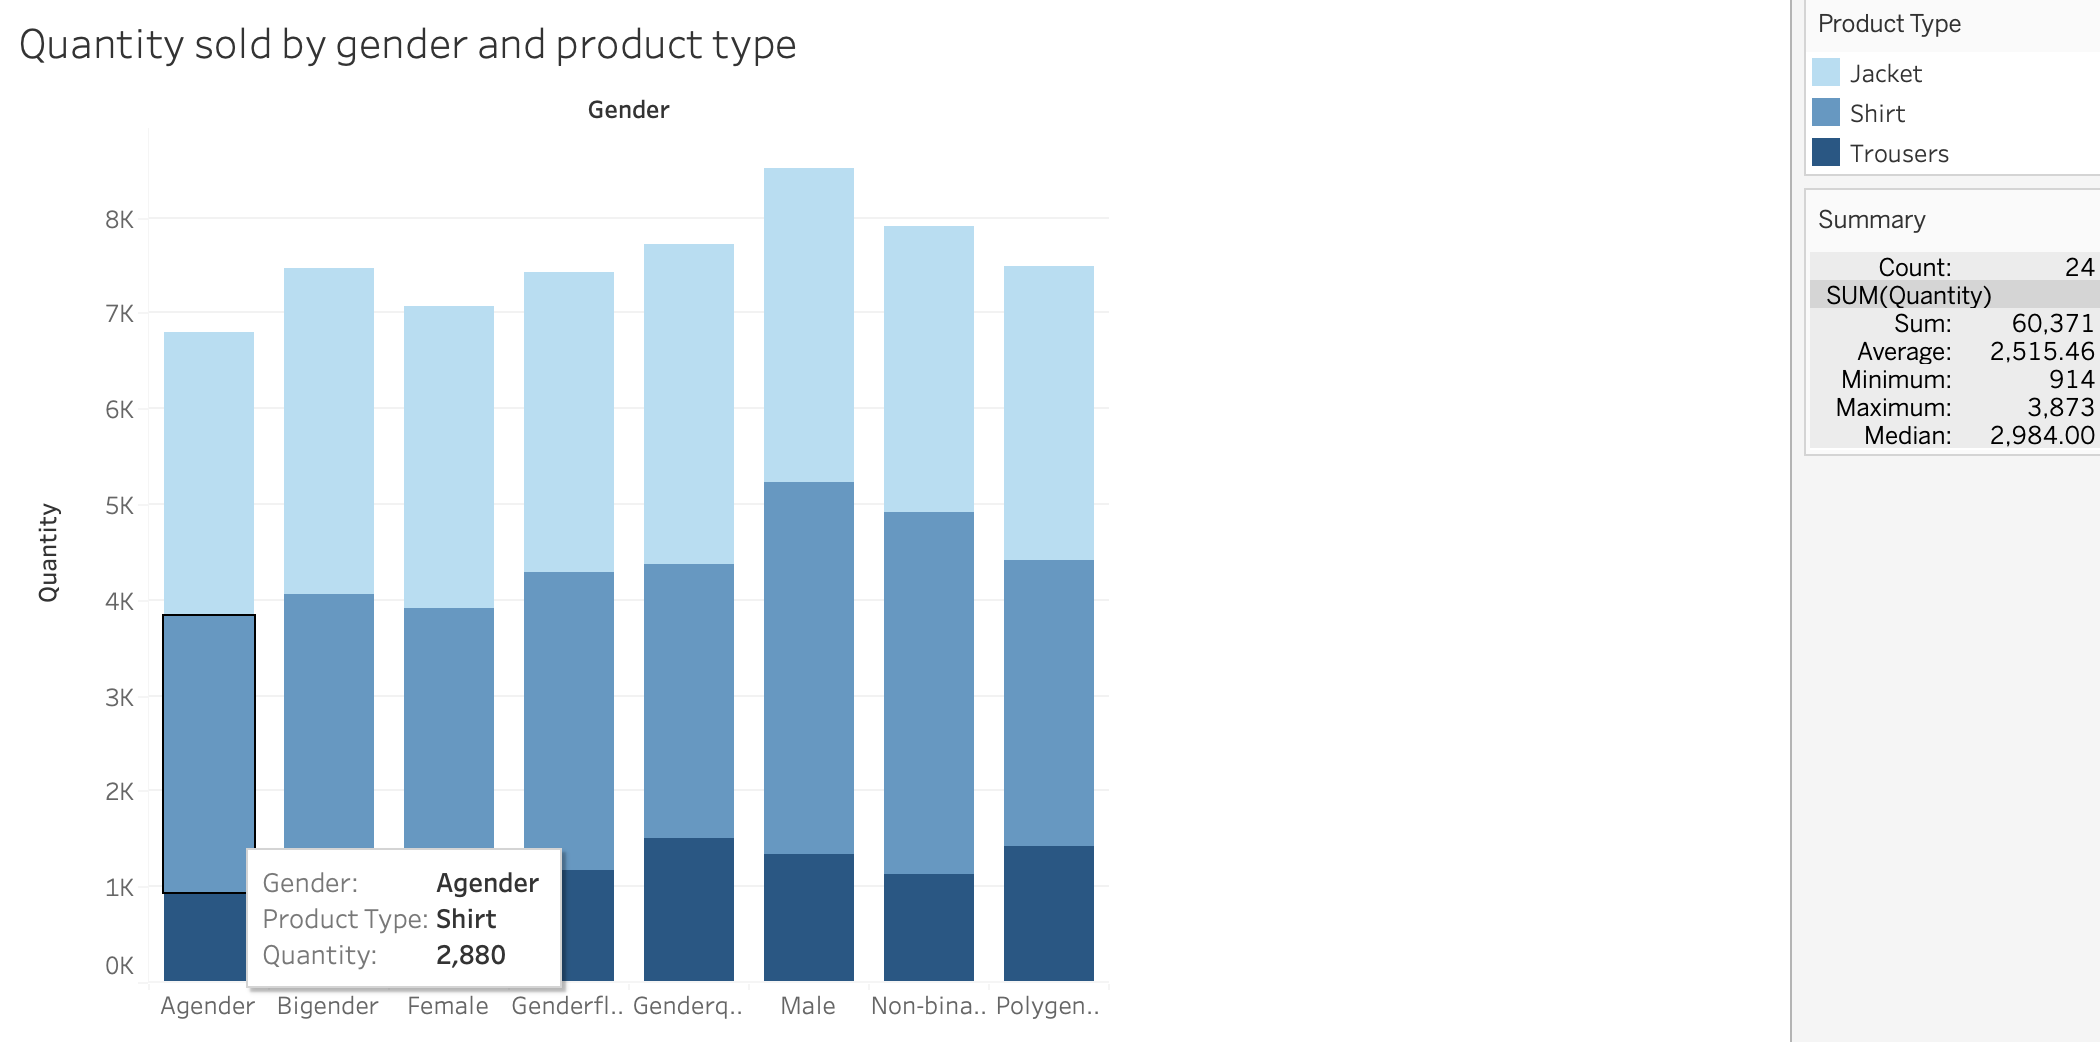 Quantity sold by gender and product type
Gender
Quantity
8K
7K
6K
5K
4K
3K
2K
1K
0K
Gender: Agender
Product Type: Shirt
Quantity: 2,880
Agender Bigender Female Genderfl.. Genderq.. Male Non-bina.. Polygen..
Product Type
Jacket
Shirt
Trousers
Summary
Count: 24
SUM(Quantity)
Sum: 60,371
Average: 2,515.46
Minimum: 914
Maximum: 3,873
Median: 2,984.00